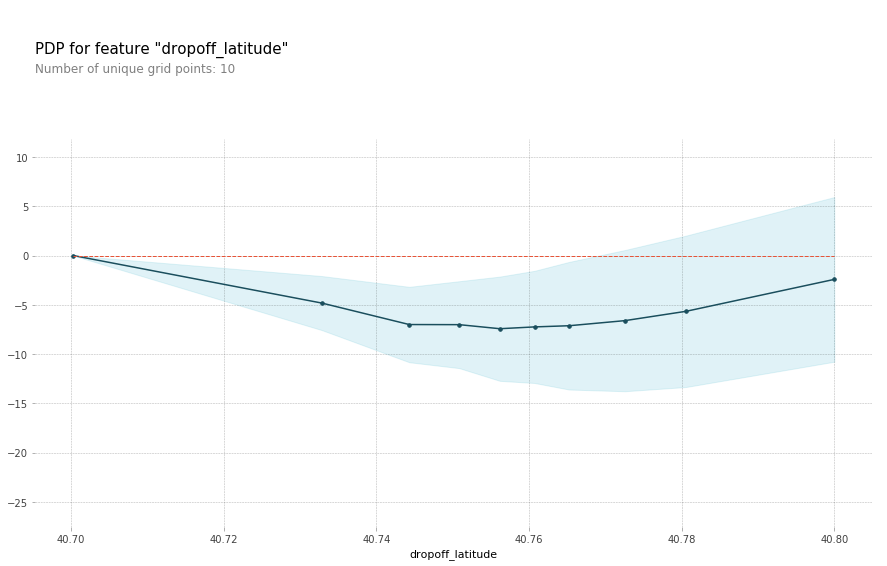 PDP for feature "dropoff_latitude"
Number of unique grid points: 10
10
5
0
−5
−10
−15
−20
−25
40.70 40.72 40.74 40.76 40.78 40.80
dropoff_latitude